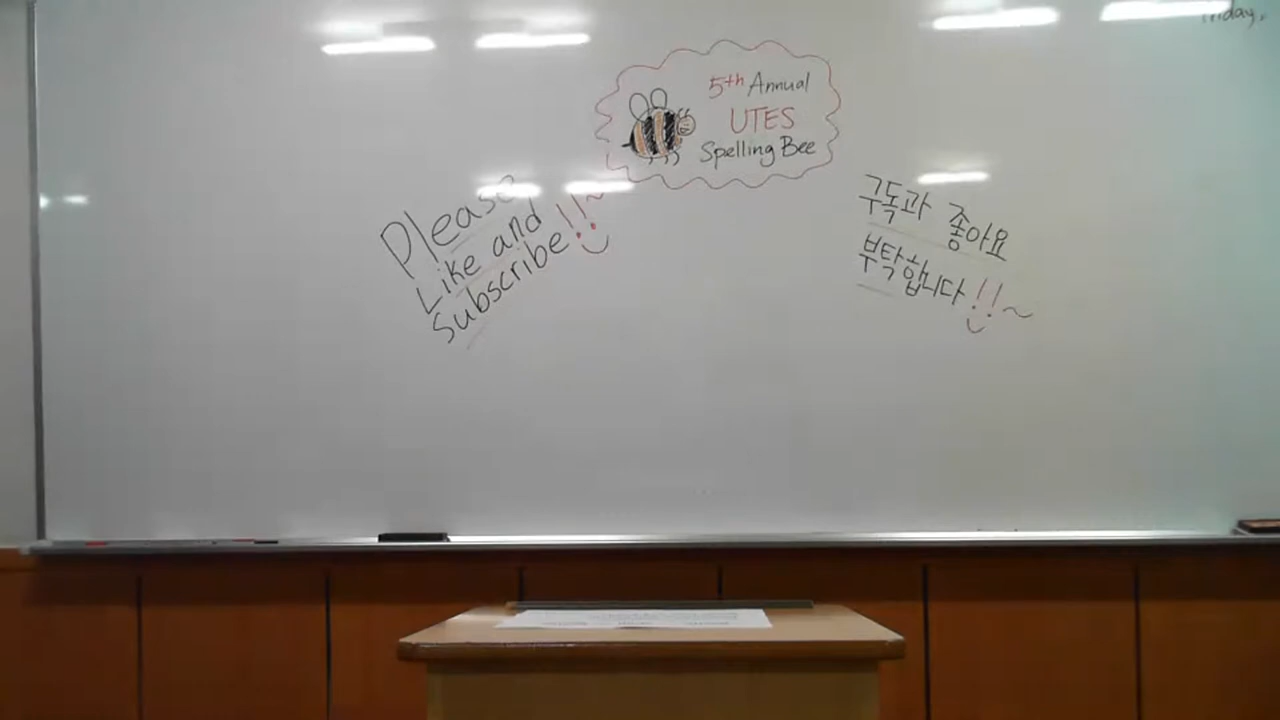 Friday,
5th Annual
UTES
Spelling Bee
Please
Like and
Subscribe!!~
구독과 좋아요
부탁합니다!!~